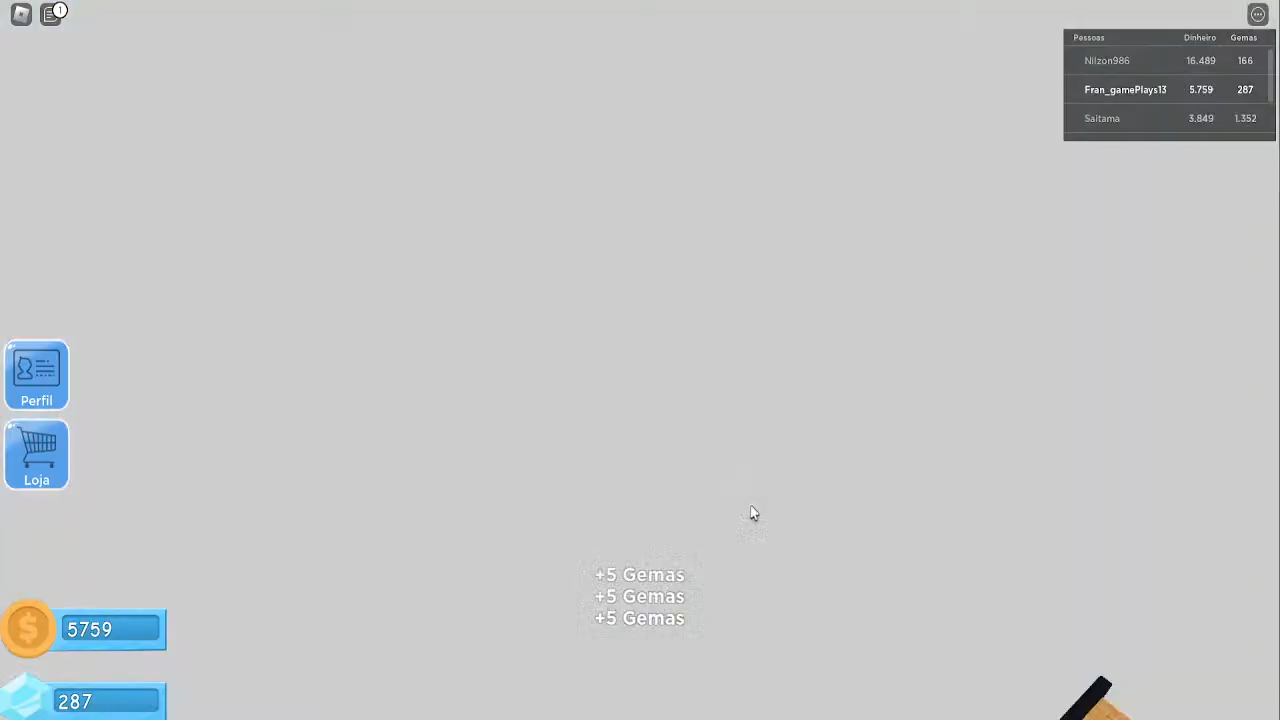 1
Pessoas Dinheiro Gemas
Nilzon986 16.489 166
Fran_gamePlays13 5.759 287
Saitama 3.849 1.352
Perfil
Loja
+5 Gemas
+5 Gemas
+5 Gemas
$ 5759
287